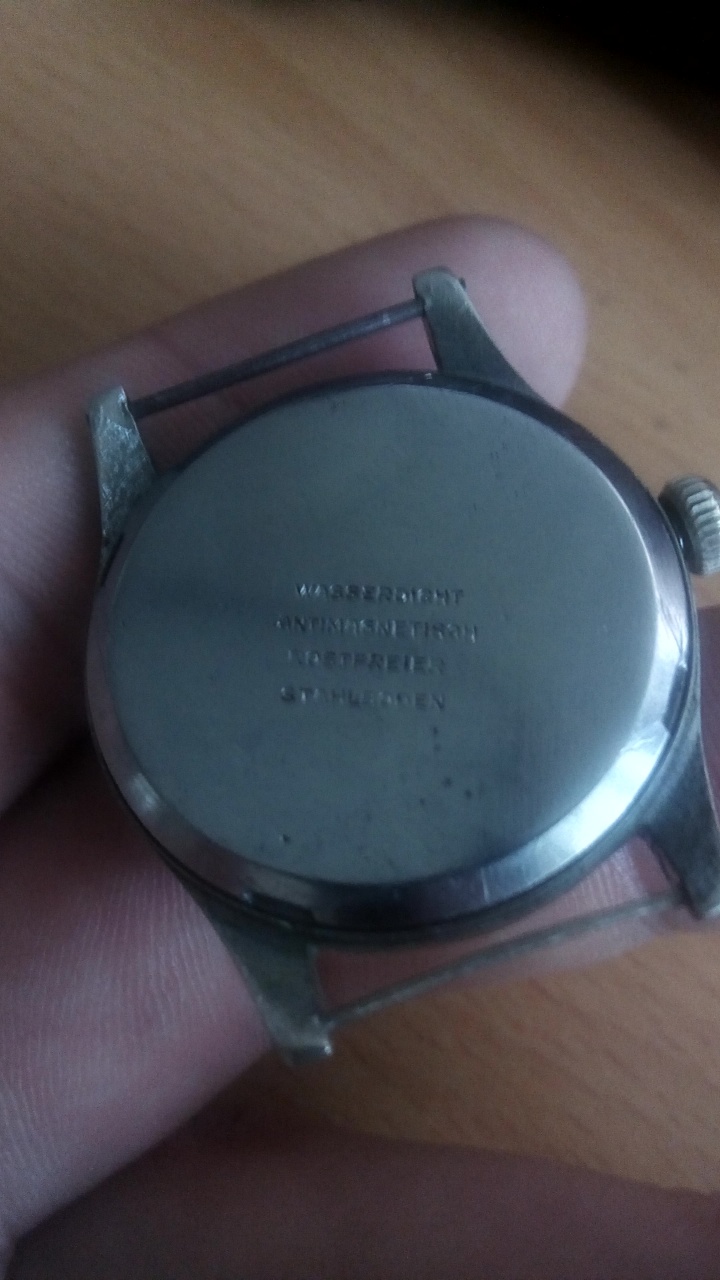 WASSERDICHT
ANTIMAGNETISCH
ROSTFREIER
STAHLBODEN